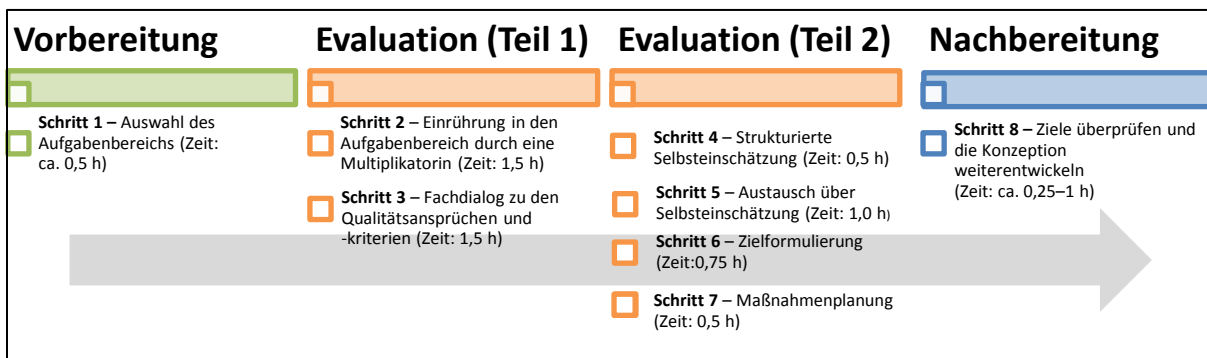 Vorbereitung
Schritt 1 – Auswahl des
Aufgabenbereichs (Zeit:
ca. 0,5 h)
Evaluation (Teil 1)
Schritt 2 – Einrührung in den
Aufgabenbereich durch eine
Multiplikatorin (Zeit: 1,5 h)
Schritt 3 – Fachdialog zu den
Qualitätsansprüchen und
-kriterien (Zeit: 1,5 h)
Evaluation (Teil 2)
Schritt 4 – Strukturierte
Selbsteinschätzung (Zeit: 0,5 h)
Schritt 5 – Austausch über
Selbsteinschätzung (Zeit: 1,0 h)
Schritt 6 – Zielformulierung
(Zeit:0,75 h)
Schritt 7 – Maßnahmenplanung
(Zeit: 0,5 h)
Nachbereitung
Schritt 8 – Ziele überprüfen und
die Konzeption
weiterentwickeln
(Zeit: ca. 0,25–1 h)